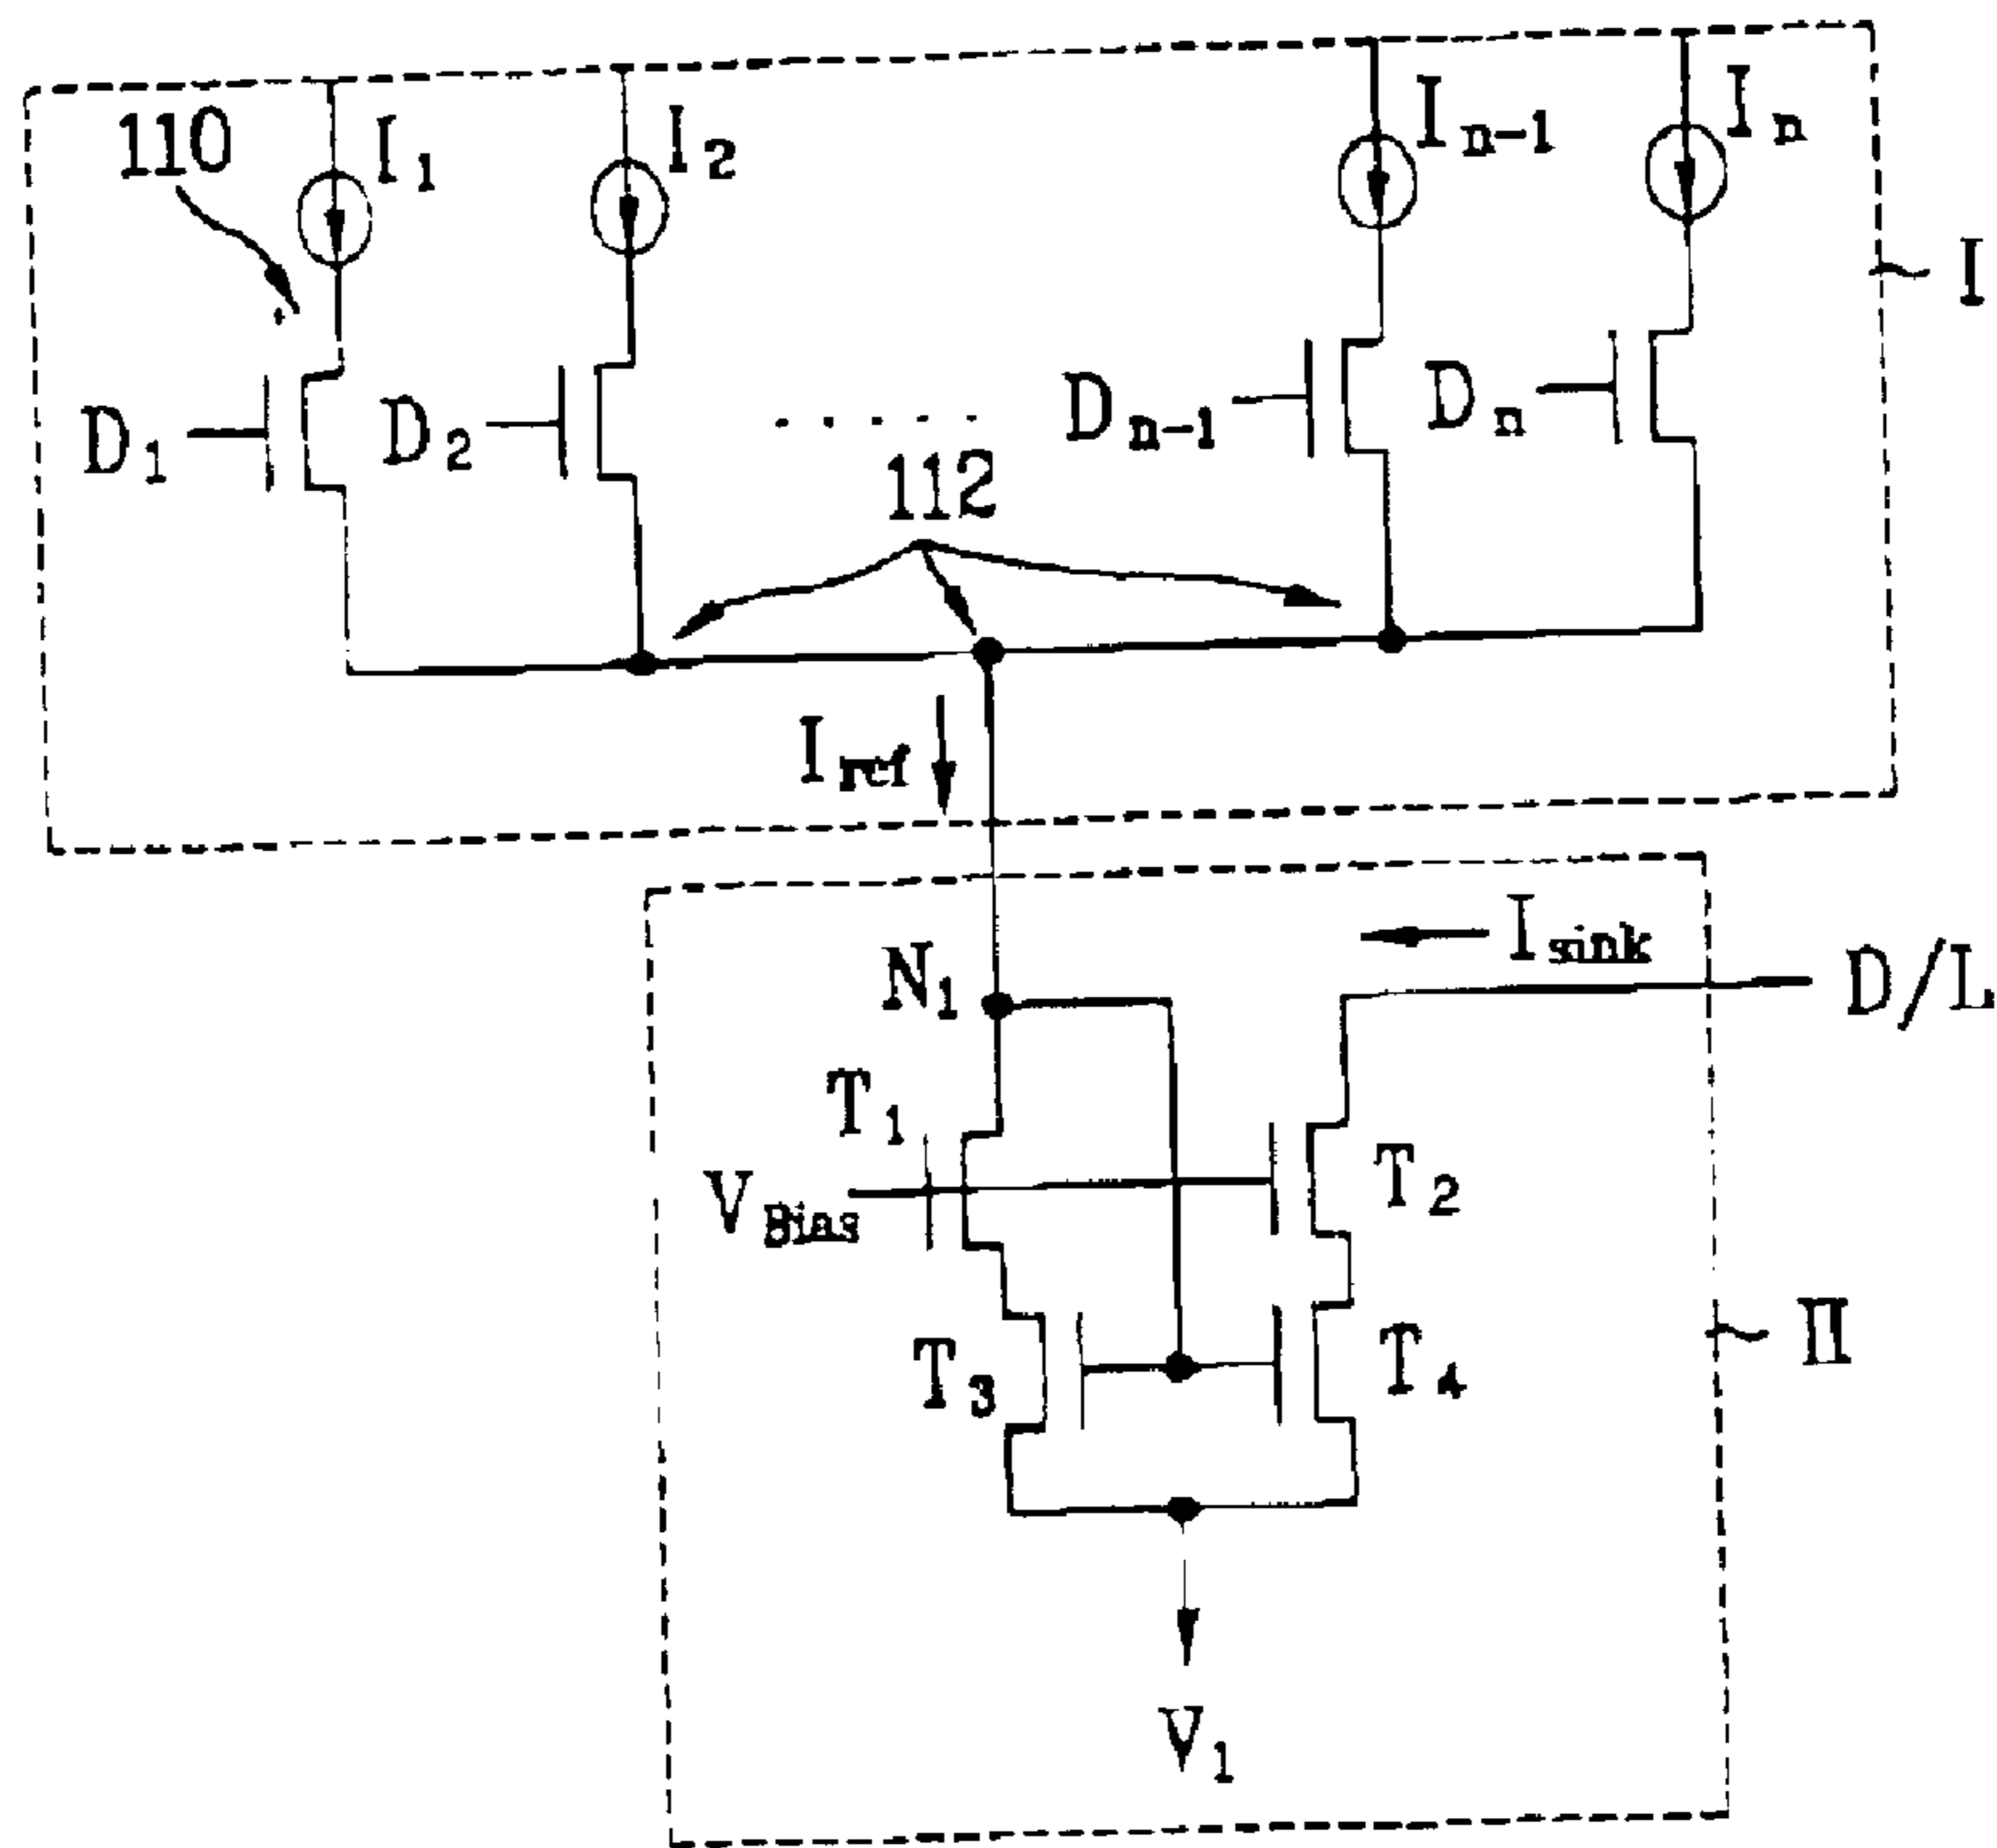 110
I1
I2
In-1
In
I
D1
D2
. . . . .
Dn-1
Dn
112
Iref
Isink
N1
D/L
T1
VBias
T2
T3
T4
II
V1